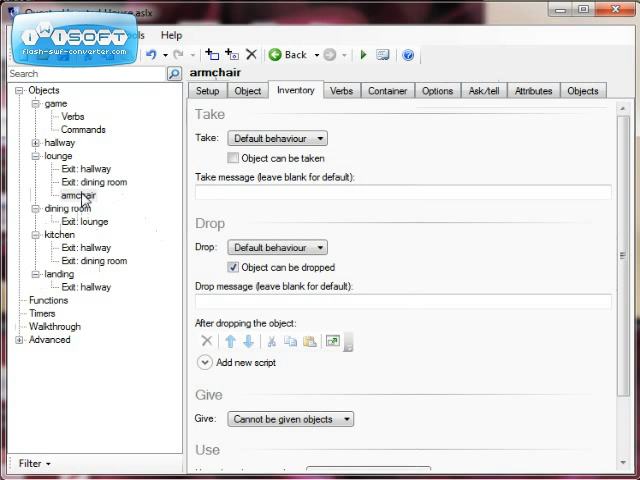 iWiSOFT
flash-swf-converter.com
Help
Back
Search
armchair
Setup
Object
Inventory
Verbs
Container
Options
Ask/tell
Attributes
Objects
Objects
game
Verbs
Commands
hallway
lounge
Exit: hallway
Exit: dining room
armchair
dining room
Exit: lounge
kitchen
Exit: hallway
Exit: dining room
landing
Exit: hallway
Functions
Timers
Walkthrough
Advanced
Filter
Take
Take: Default behaviour
Object can be taken
Take message (leave blank for default):
Drop
Drop: Default behaviour
Object can be dropped
Drop message (leave blank for default):
After dropping the object:
Add new script
Give
Give: Cannot be given objects
Use